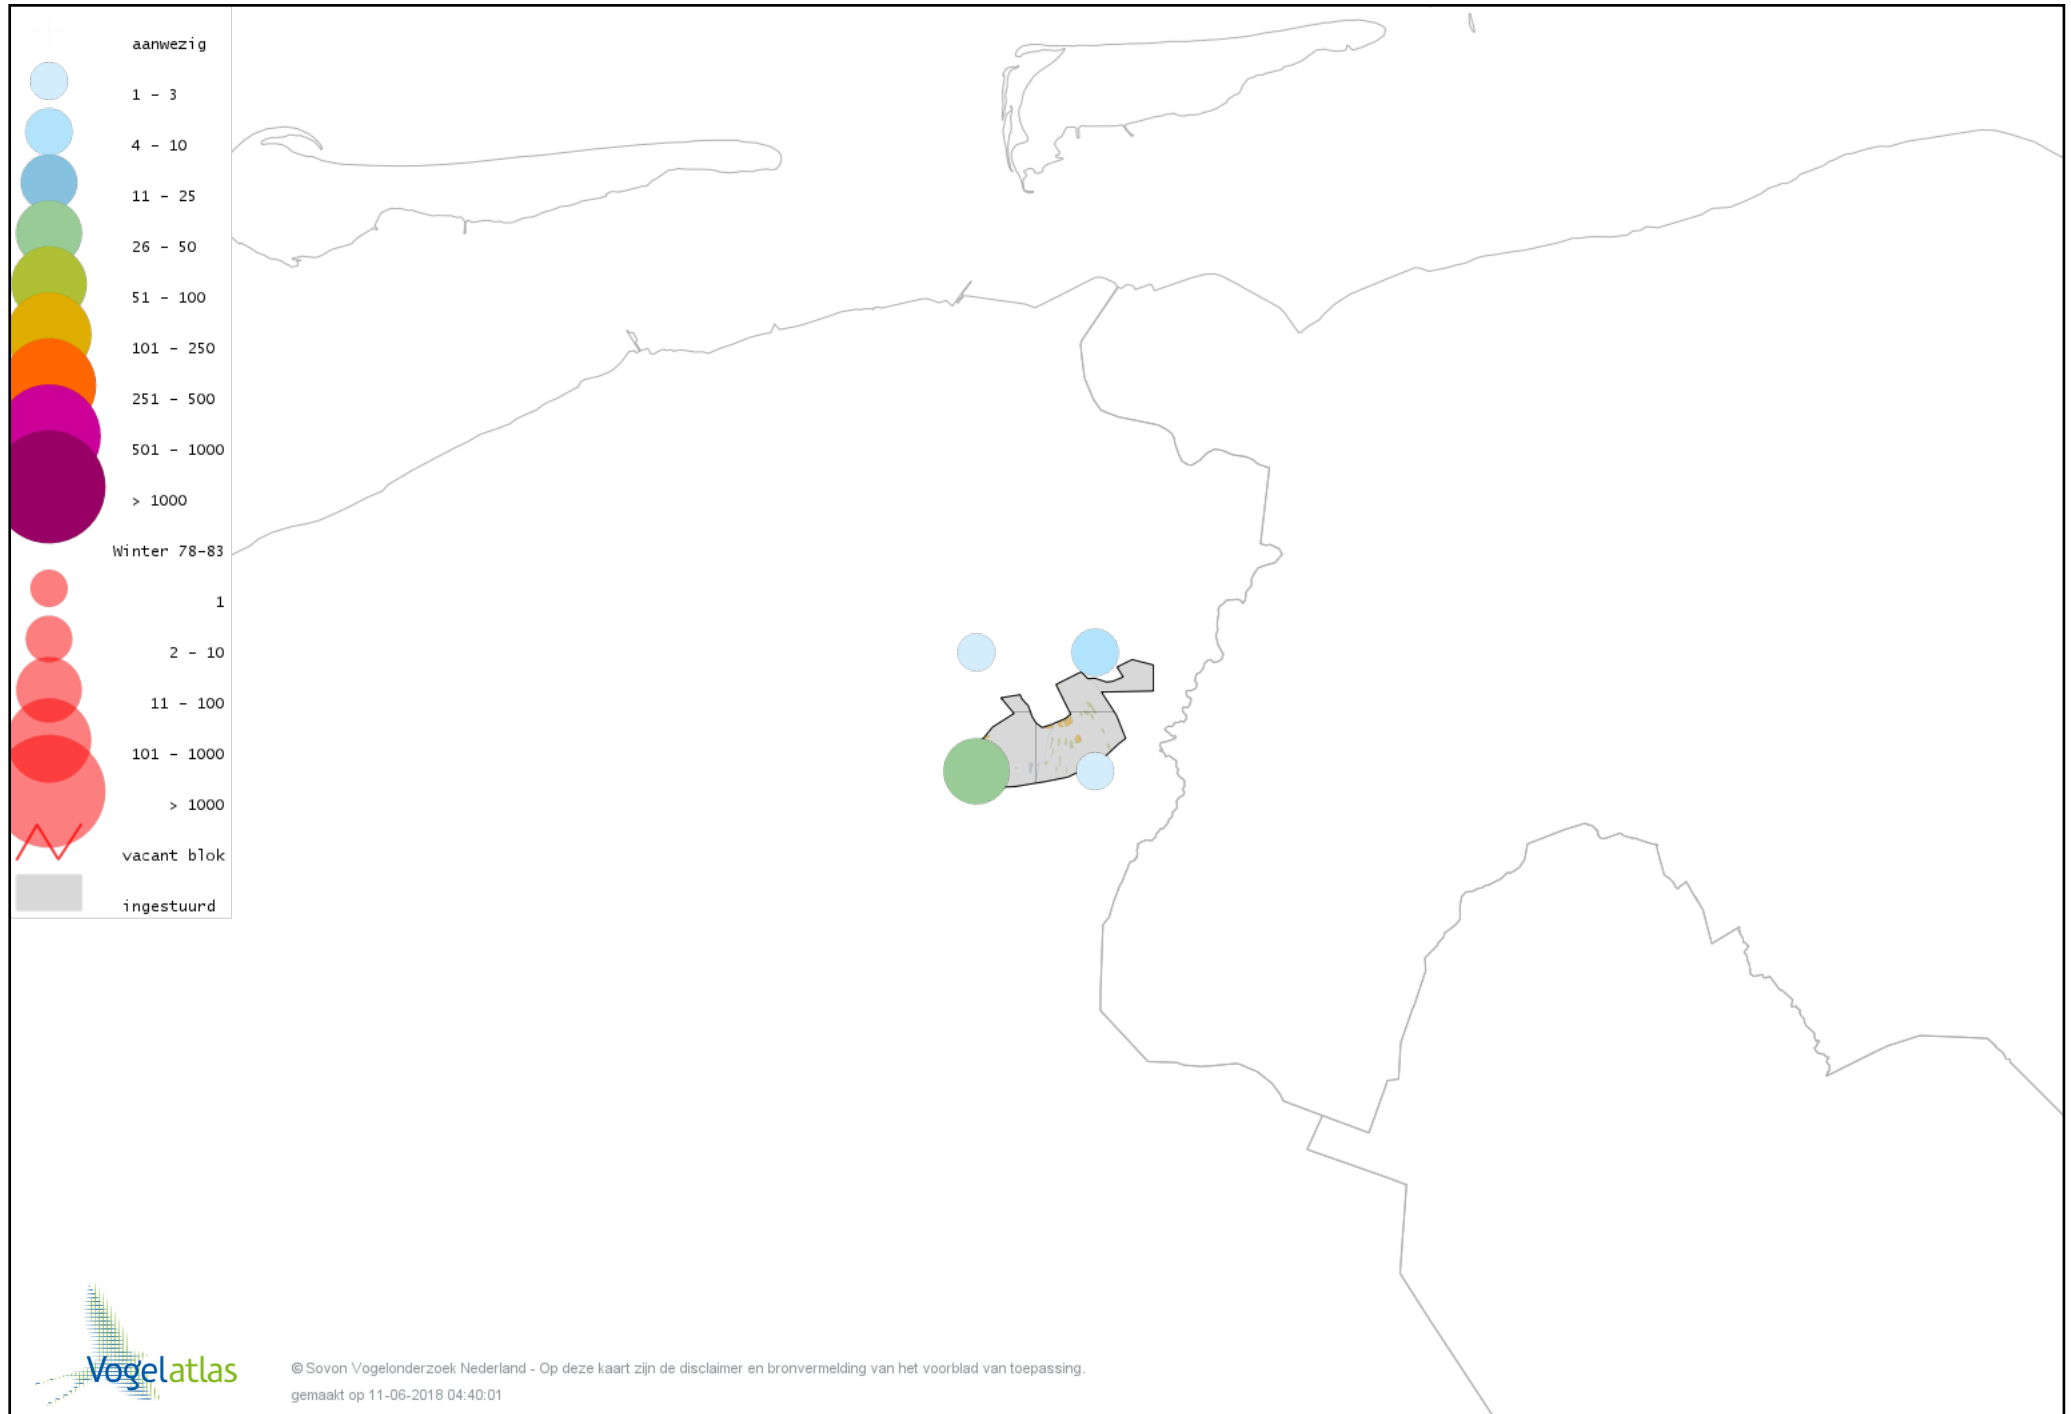 aanwezig
1 - 3
4 - 10
11 - 25
26 - 50
51 - 100
101 - 250
251 - 500
501 - 1000
> 1000
Winter 78-83
1
2 - 10
11 - 100
101 - 1000
> 1000
vacant blok
ingestuurd
Vogelatlas
© Sovon Vogelonderzoek Nederland - Op deze kaart zijn de disclaimer en bronvermelding van het voorblad van toepassing.
gemaakt op 11-06-2018 04:40:01